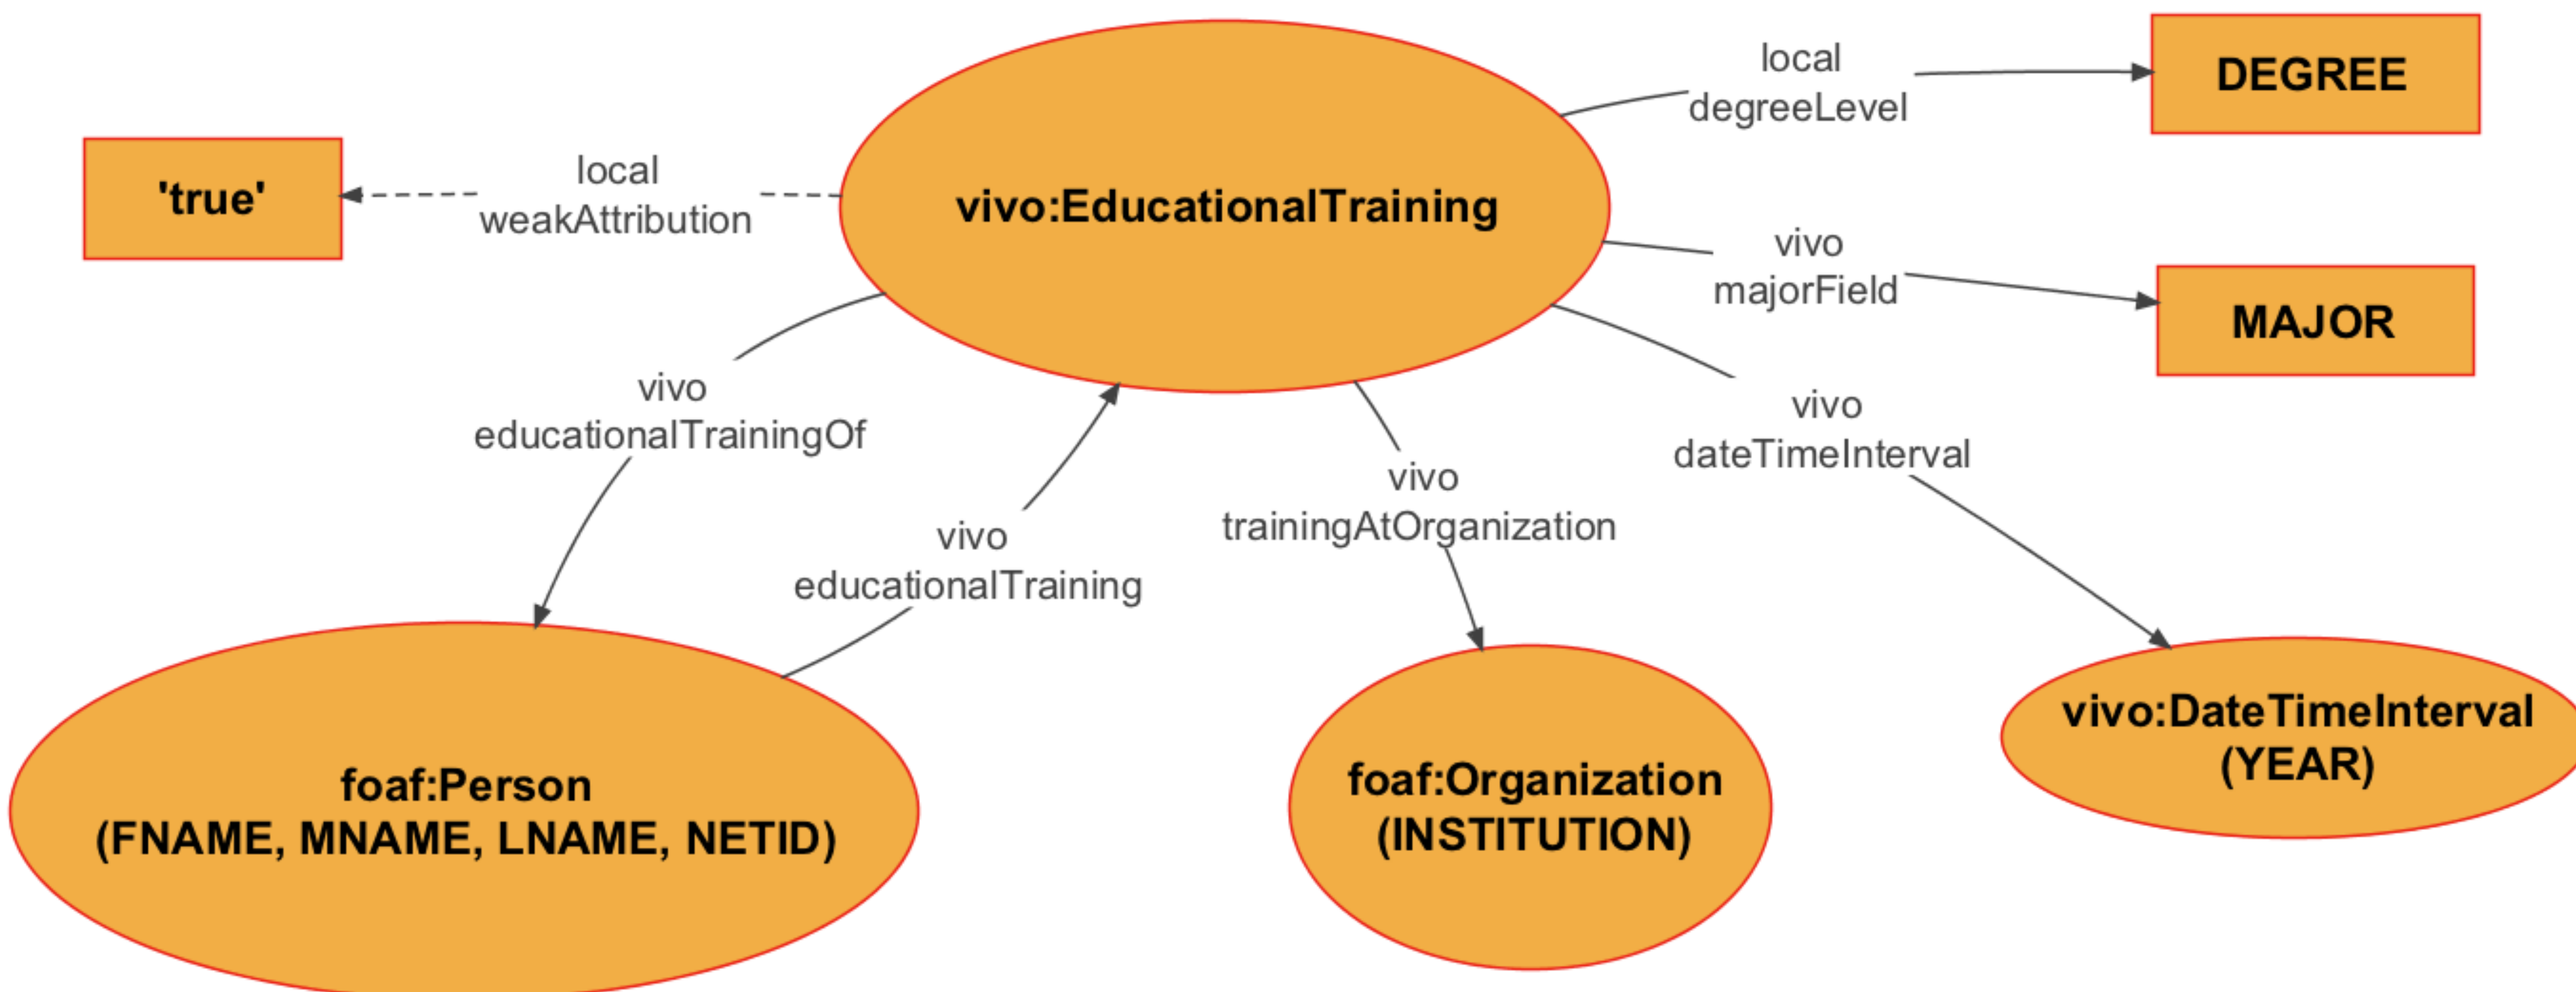 local
degreeLevel
DEGREE
'true'
local
weakAttribution
vivo:EducationalTraining
vivo
majorField
MAJOR
vivo
educationalTrainingOf
vivo
dateTimeInterval
vivo
trainingAtOrganization
vivo
educationalTraining
foaf:Person
(FNAME, MNAME, LNAME, NETID)
foaf:Organization
(INSTITUTION)
vivo:DateTimeInterval
(YEAR)